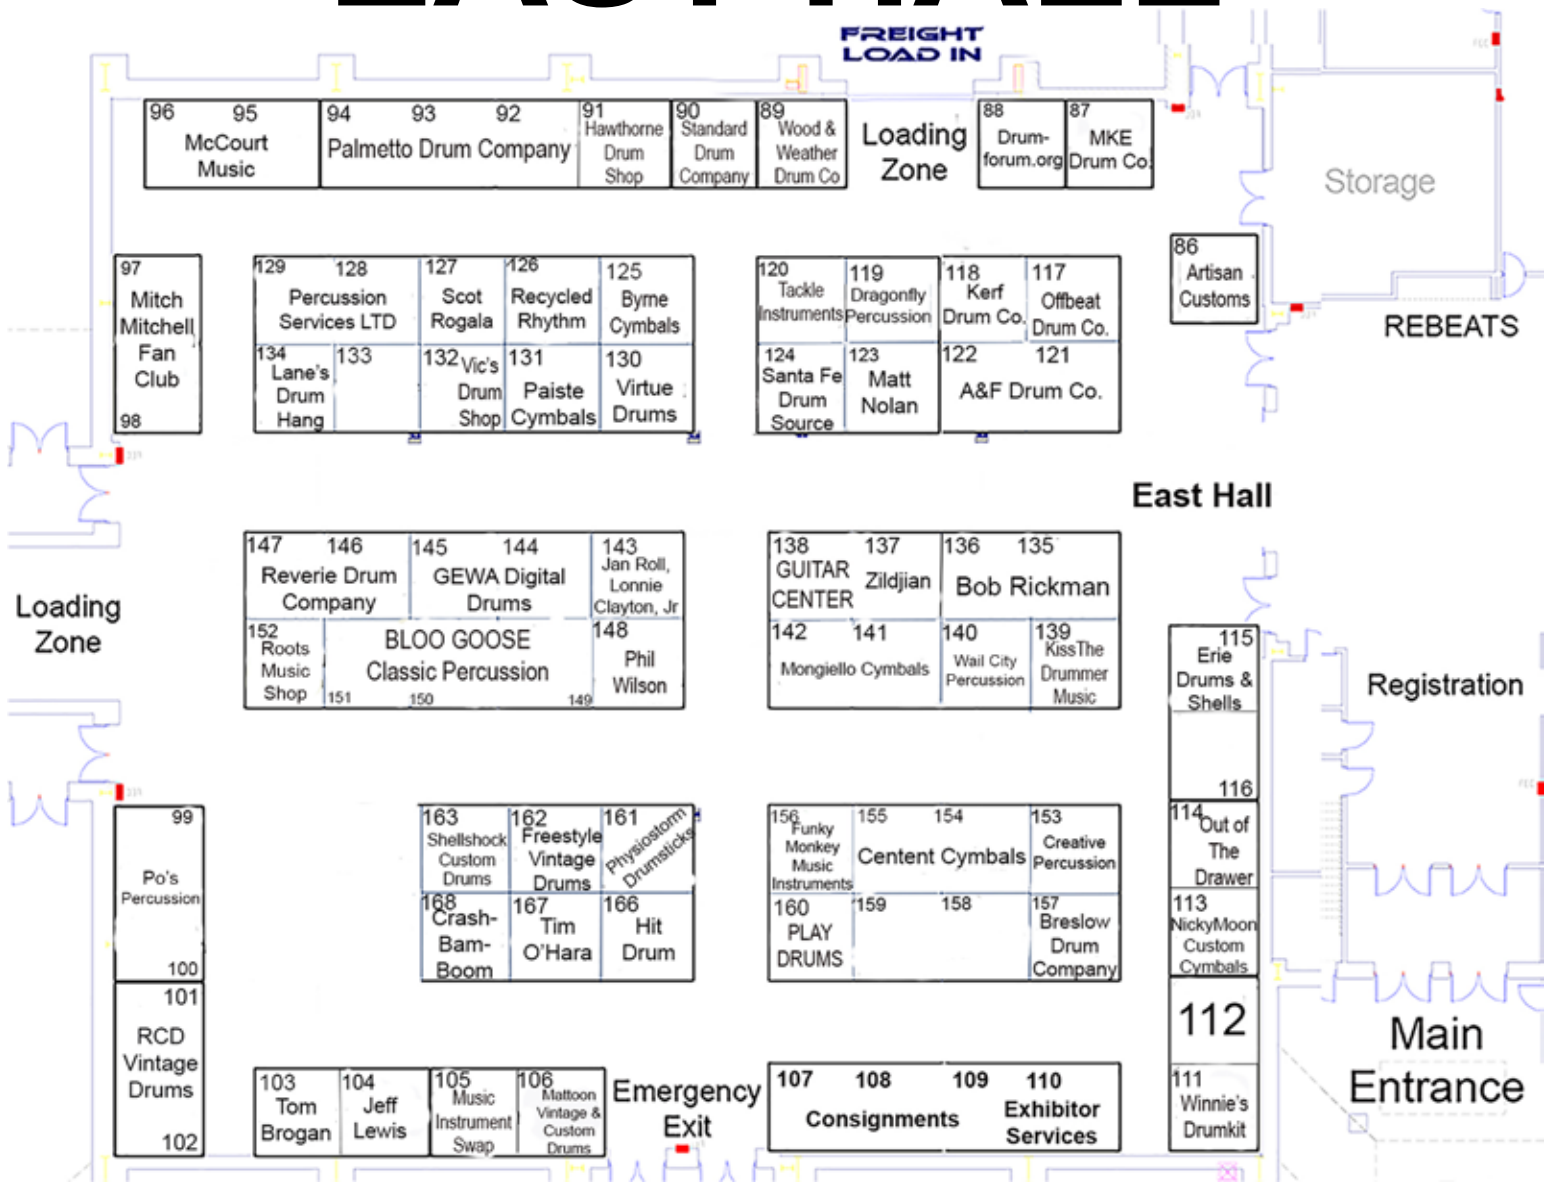 FREIGHT
LOAD IN
96 95
McCourt
Music
94 93 92
Palmetto Drum Company
91
Hawthorne
Drum
Shop
90
Standard
Drum
Company
89
Wood &
Weather
Drum Co
Loading
Zone
88
Drum-
forum.org
87
MKE
Drum Co.
Storage
86
Artisan
Customs
REBEATS
97
Mitch
Mitchell
Fan
Club
98
129 128
Percussion
Services LTD
127
Scot
Rogala
126
Recycled
Rhythm
125
Byrne
Cymbals
134
Lane's
Drum
Hang
133
132 Vic's
Drum
Shop
131
Paiste
Cymbals
130
Virtue
Drums
120
Tackle
Instruments
119
Dragonfly
Percussion
118
Kerf
Drum Co.
117
Offbeat
Drum Co.
124
Santa Fe
Drum
Source
123
Matt
Nolan
122 121
A&F Drum Co.
East Hall
147 146
Reverie Drum
Company
145 144
GEWA Digital
Drums
143
Jan Roll,
Lonnie
Clayton, Jr
152
Roots
Music
Shop
BLOO GOOSE
Classic Percussion
151 150 149
148
Phil
Wilson
138
GUITAR
CENTER
137
Zildjian
136 135
Bob Rickman
142 141
Mongiello Cymbals
140
Wail City
Percussion
139
KissThe
Drummer
Music
Loading
Zone
115
Erie
Drums &
Shells
116
Registration
114
Out of
The
Drawer
113
NickyMoon
Custom
Cymbals
112
111
Winnie's
Drumkit
Main
Entrance
99
Po's
Percussion
100
101
RCD
Vintage
Drums
102
163
Shellshock
Custom
Drums
162
Freestyle
Vintage
Drums
161
Physiostorm
Drumsticks
168
Crash-
Bam-
Boom
167
Tim
O'Hara
166
Hit
Drum
156
Funky
Monkey
Music
Instruments
155 154
Centent Cymbals
153
Creative
Percussion
160
PLAY
DRUMS
159 158
157
Breslow
Drum
Company
103
Tom
Brogan
104
Jeff
Lewis
105
Music
Instrument
Swap
106
Mattoon
Vintage &
Custom
Drums
Emergency
Exit
107 108 109 110
Consignments
Exhibitor
Services